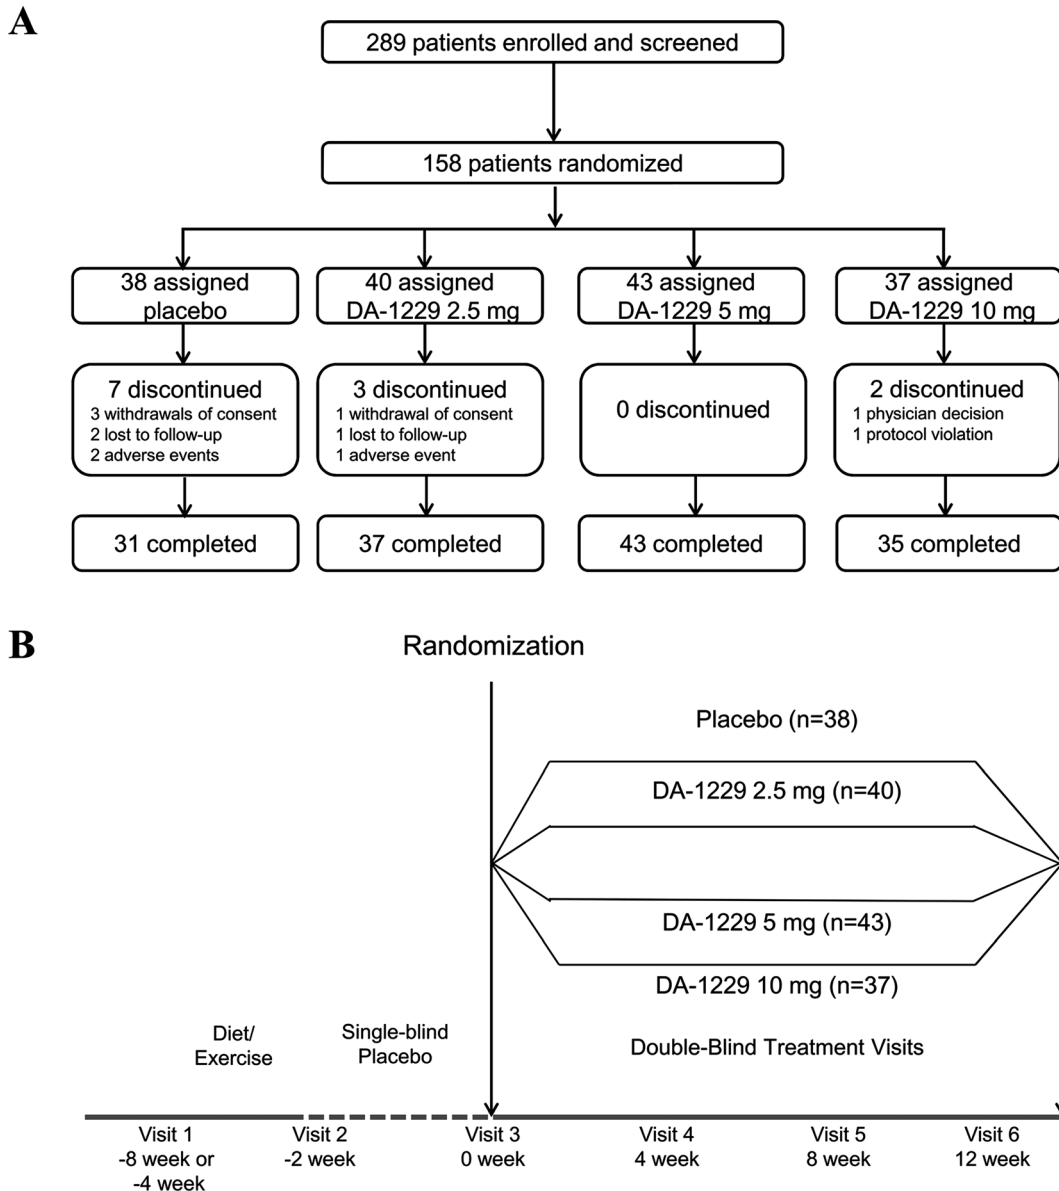 A
289 patients enrolled and screened
158 patients randomized
38 assigned
placebo
40 assigned
DA-1229 2.5 mg
43 assigned
DA-1229 5 mg
37 assigned
DA-1229 10 mg
7 discontinued
3 withdrawals of consent
2 lost to follow-up
2 adverse events
3 discontinued
1 withdrawal of consent
1 lost to follow-up
1 adverse event
0 discontinued
2 discontinued
1 physician decision
1 protocol violation
31 completed
37 completed
43 completed
35 completed
B
Randomization
Placebo (n=38)
DA-1229 2.5 mg (n=40)
DA-1229 5 mg (n=43)
DA-1229 10 mg (n=37)
Diet/
Exercise
Single-blind
Placebo
Double-Blind Treatment Visits
Visit 1
-8 week or
-4 week
Visit 2
-2 week
Visit 3
0 week
Visit 4
4 week
Visit 5
8 week
Visit 6
12 week